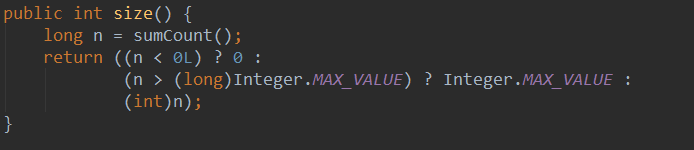 public int size() {
    long n = sumCount();
    return ((n < 0L) ? 0 :
            (n > (long)Integer.MAX_VALUE) ? Integer.MAX_VALUE :
            (int)n);
}